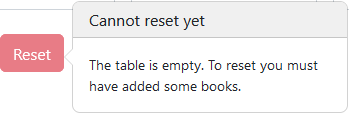 Cannot reset yet
Reset
The table is empty. To reset you must
have added some books.